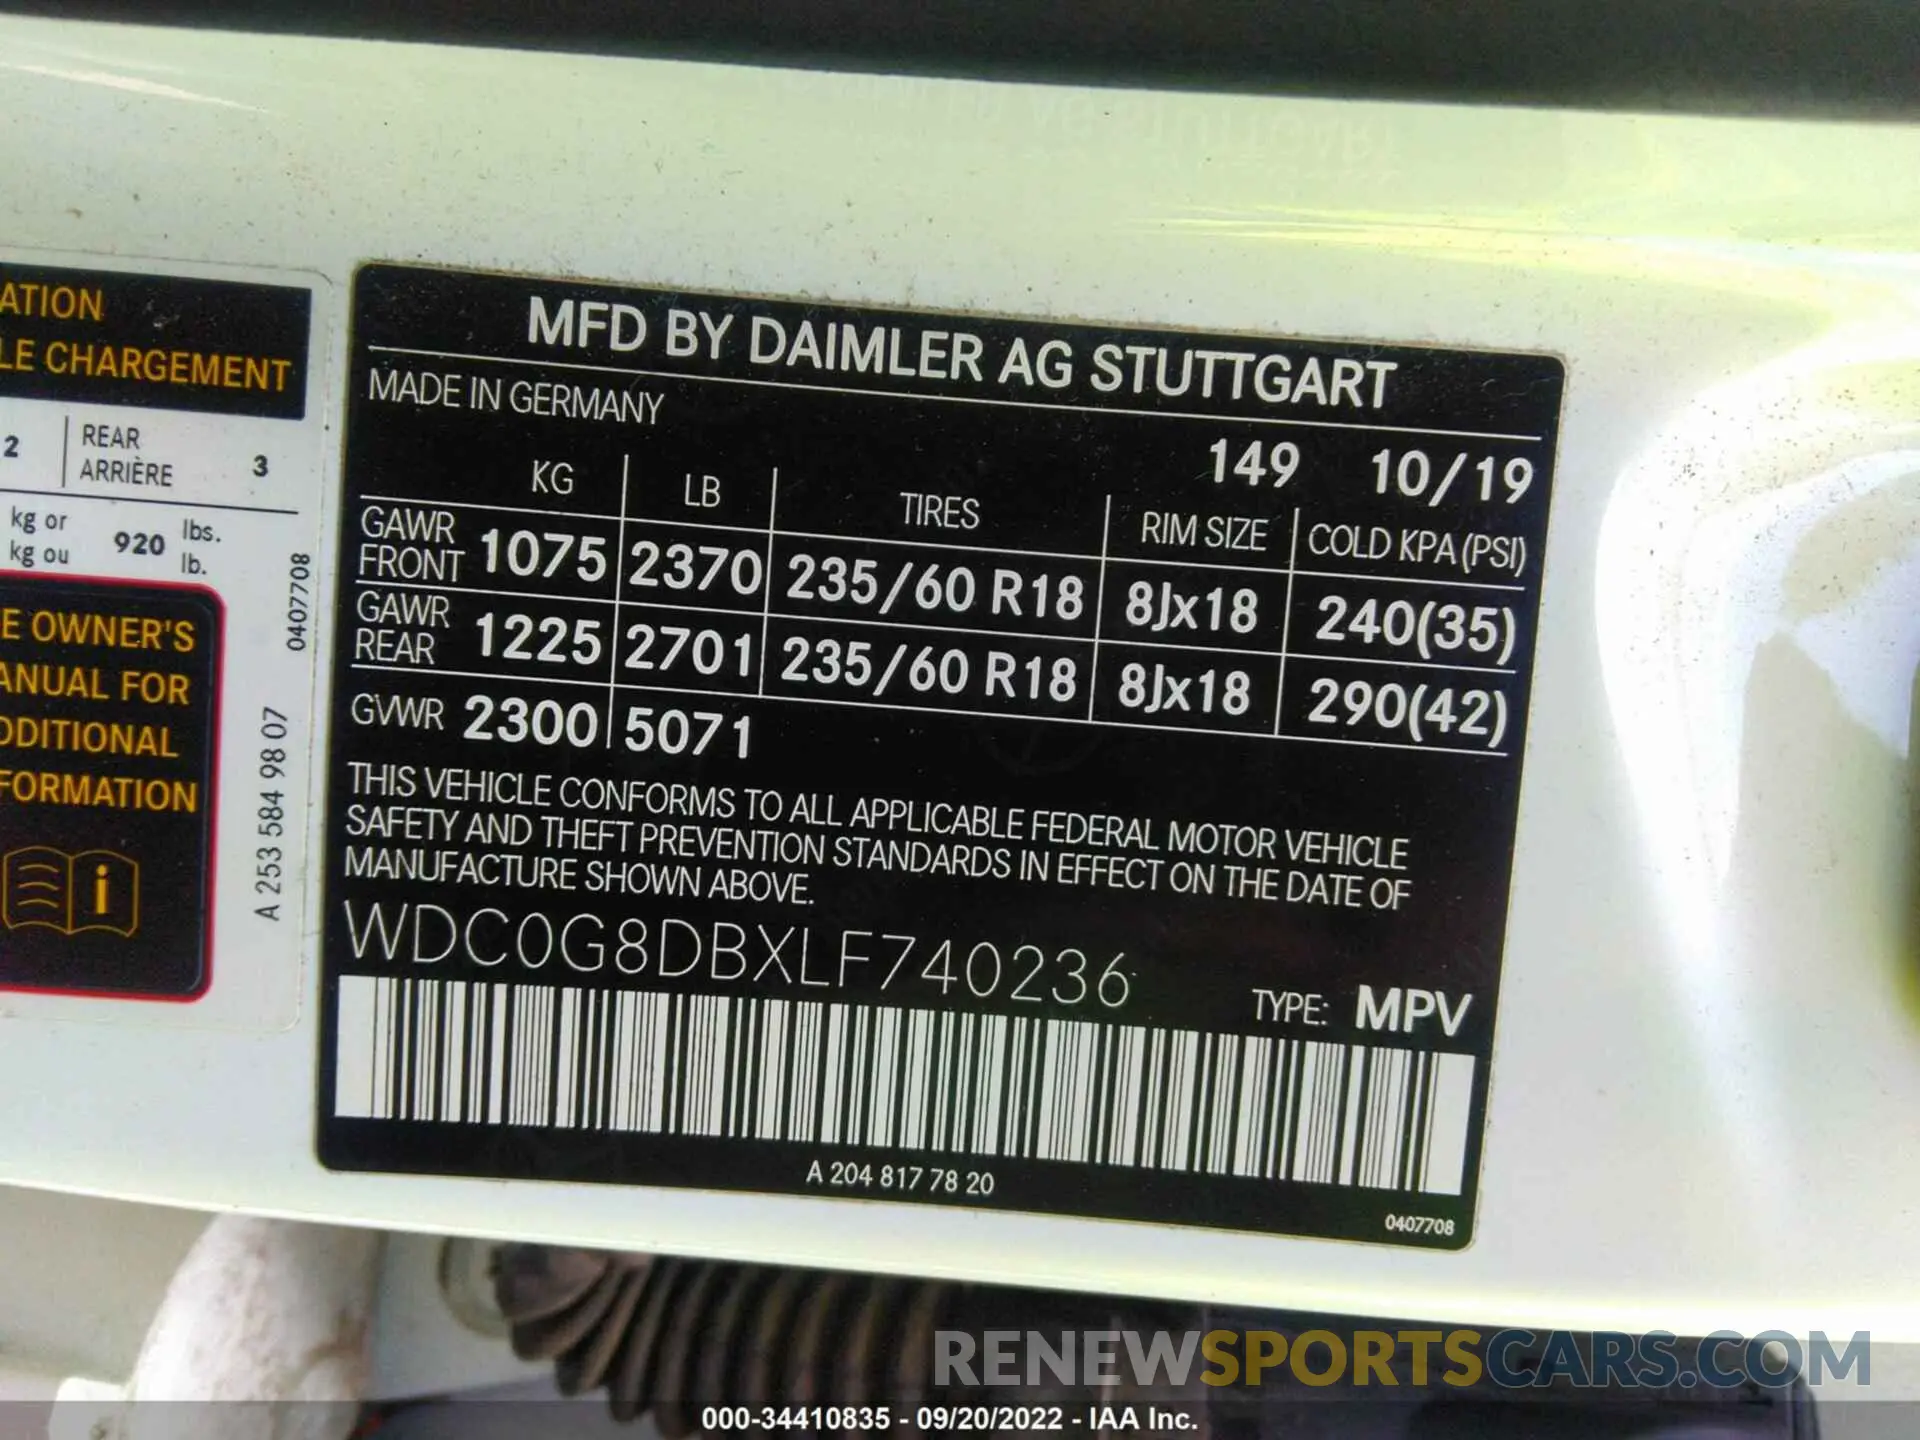 MFD BY DAIMLER AG STUTTGART
MADE IN GERMANY
149 10/19
KG LB TIRES RIM SIZE COLD KPA (PSI)
GAWR FRONT 1075 2370 235/60 R18 8Jx18 240(35)
GAWR REAR 1225 2701 235/60 R18 8Jx18 290(42)
GVWR 2300 5071
THIS VEHICLE CONFORMS TO ALL APPLICABLE FEDERAL MOTOR VEHICLE
SAFETY AND THEFT PREVENTION STANDARDS IN EFFECT ON THE DATE OF
MANUFACTURE SHOWN ABOVE.
WDC0G8DBXLF740236
TYPE: MPV
A 204 817 78 20
0407708
CHARGEMENT
2 REAR 3
ARRIÈRE
kg or 920 lbs.
kg ou lb.
0407708
OWNER'S
FOR
A 253 584 98 07
i
RENEWSPORTSCARS.COM
000-34410835 - 09/20/2022 - IAA Inc.